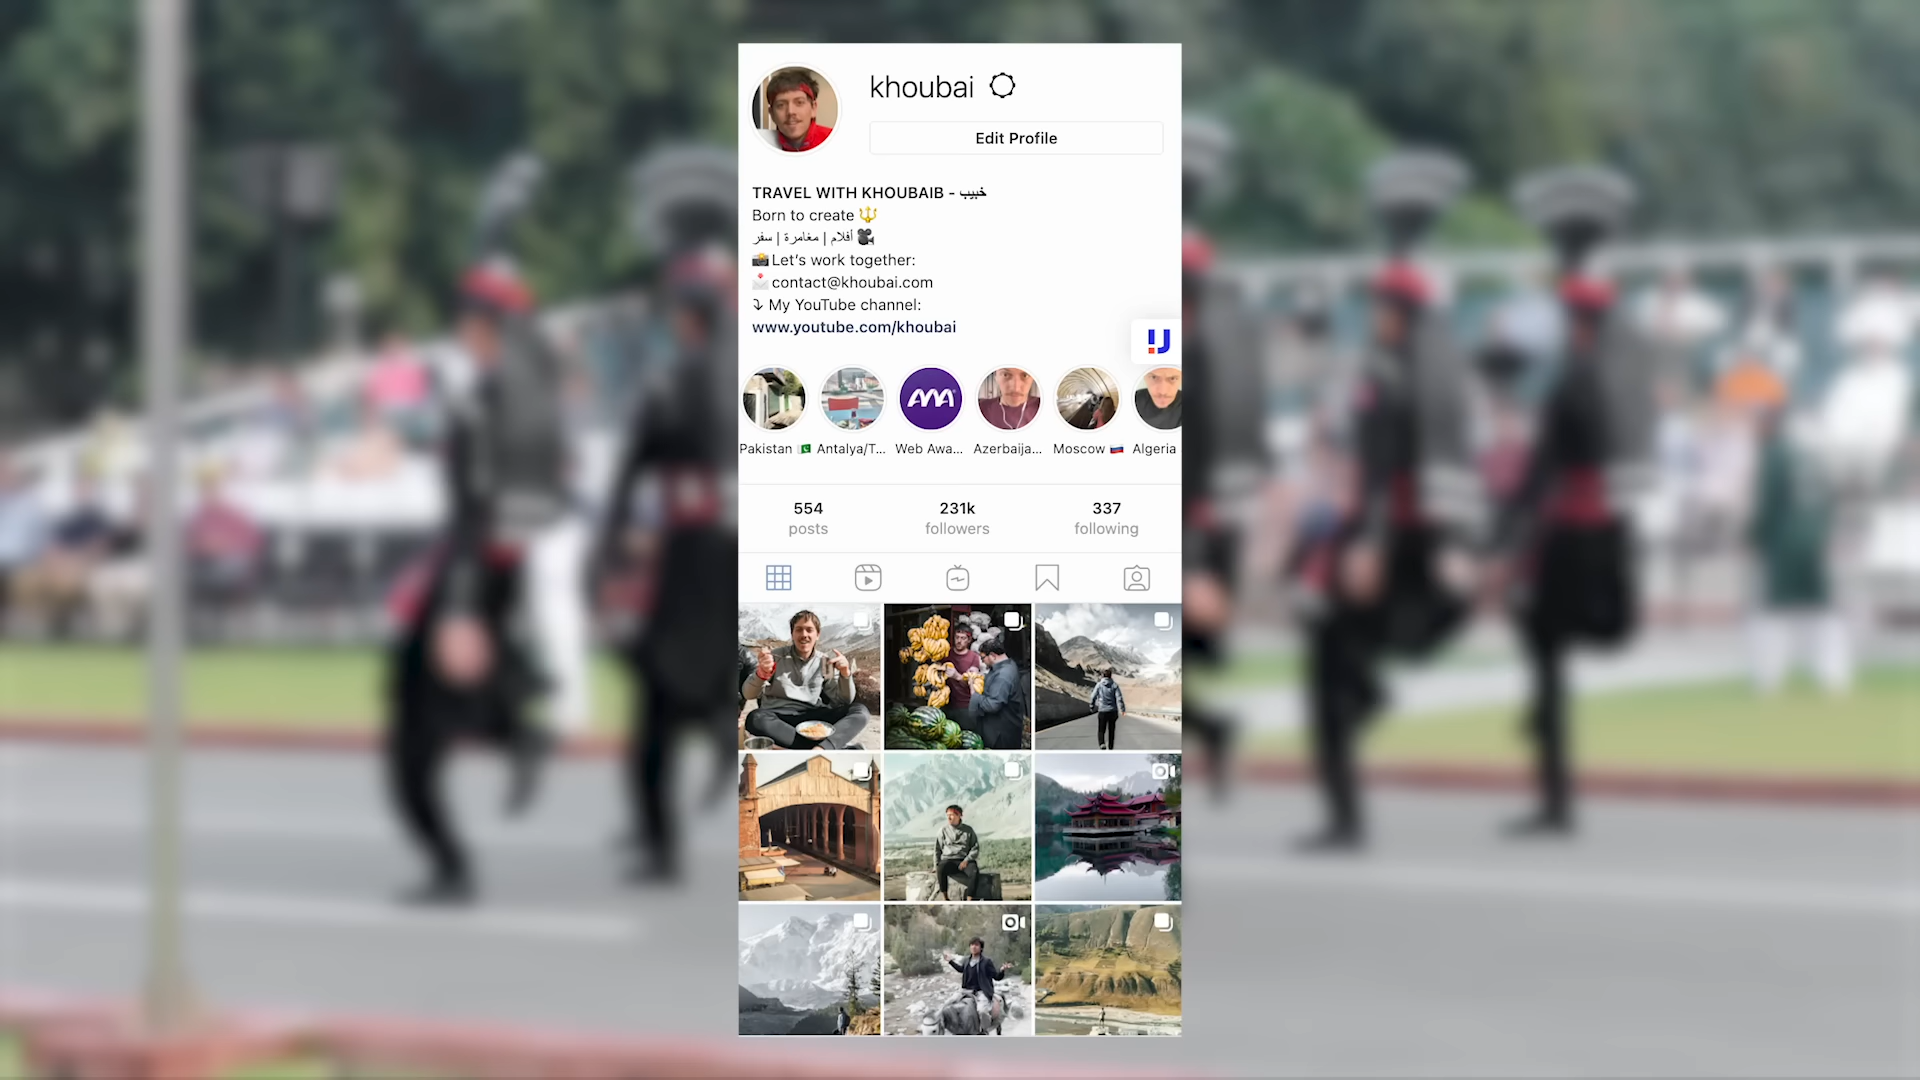 khoubai
Edit Profile
TRAVEL WITH KHOUBAIB - خبيب
Born to create 🔱
أفلام | مغامرة | سفر 🎥
📸 Let's work together:
📩 contact@khoubai.com
⤵ My YouTube channel:
www.youtube.com/khoubai
Pakistan 🇵🇰 Antalya/T... Web Awa... Azerbaija... Moscow 🇷🇺 Algeria
554 231k 337
posts followers following